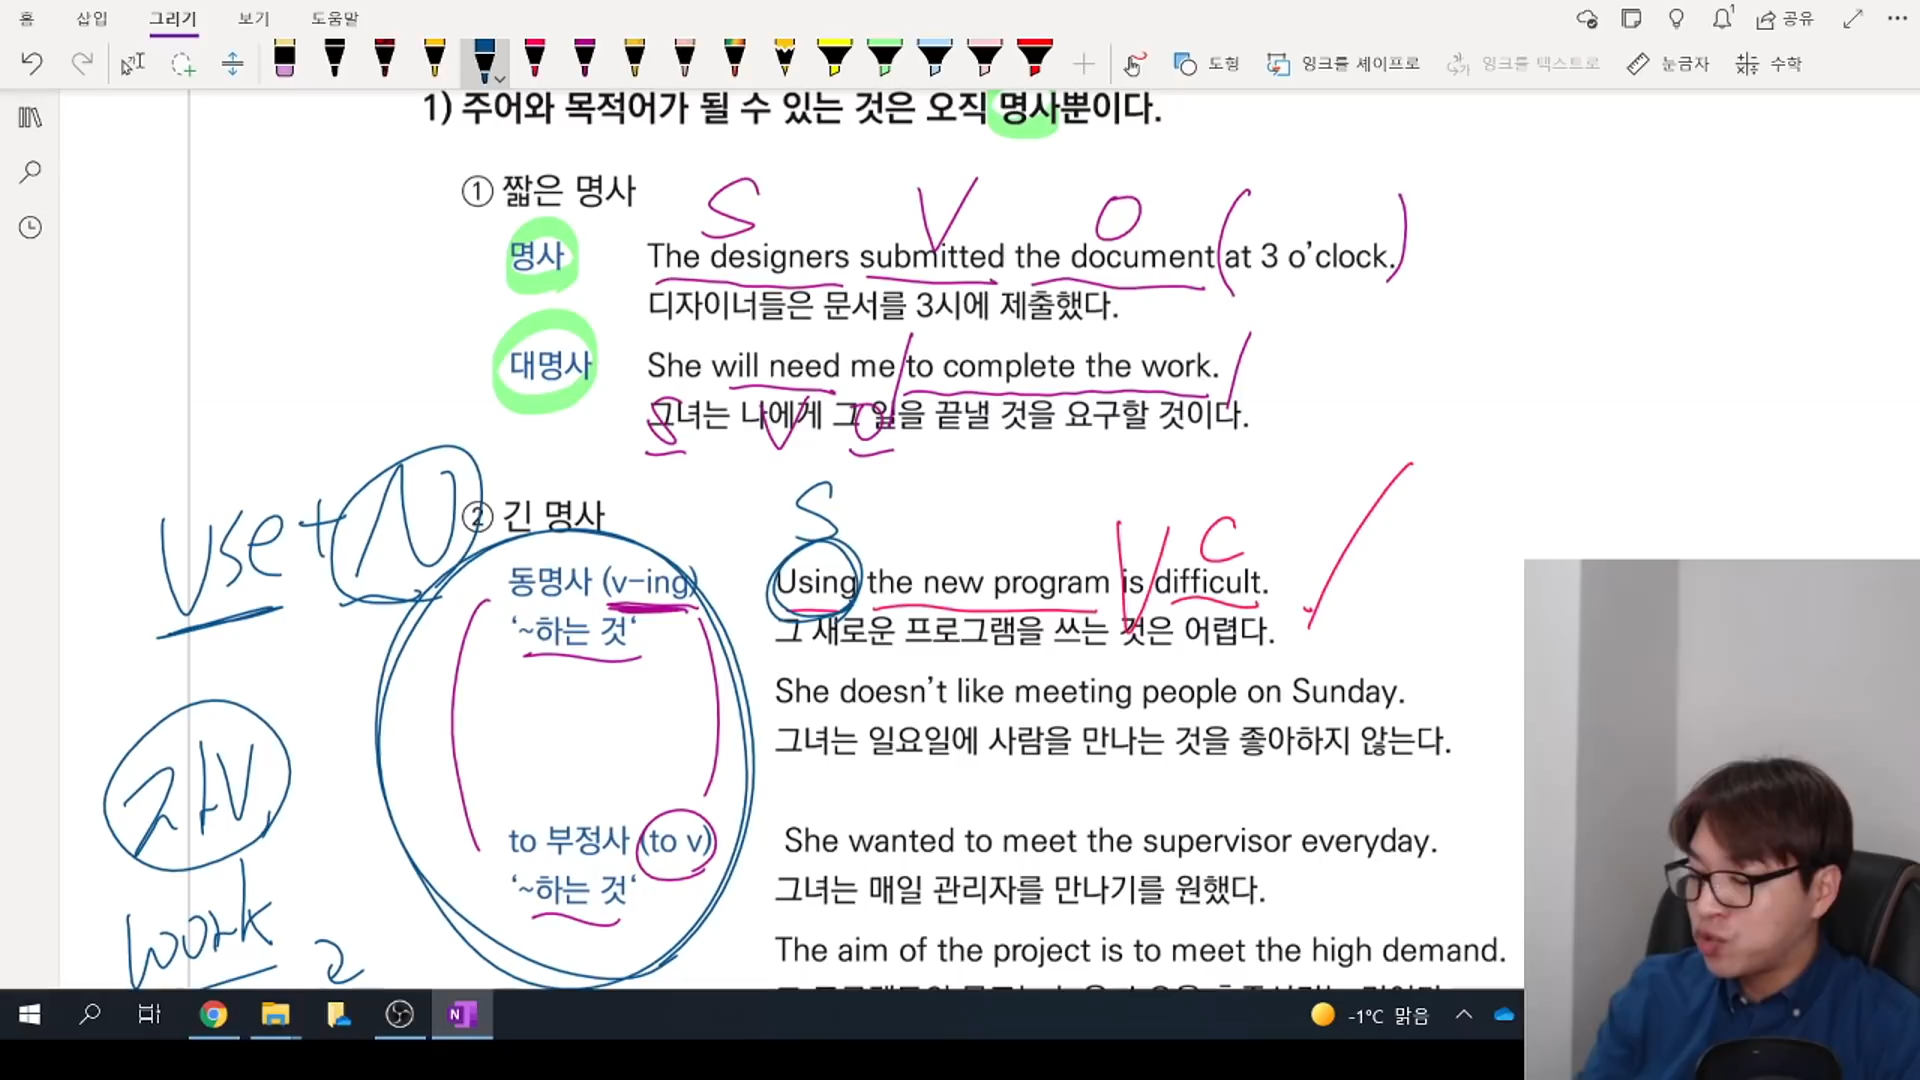 홈 삽입 그리기 보기 도움말
1
공유
도형 잉크를 셰이프로 잉크를 텍스트로 눈금자 수학
1) 주어와 목적어가 될 수 있는 것은 오직 명사뿐이다.
① 짧은 명사
S V O
명사 The designers submitted the document (at 3 o’clock.)
디자이너들은 문서를 3시에 제출했다.
대명사 She will need me / to complete the work. /
그녀는 나에게 그 일을 끝낼 것을 요구할 것이다.
S V O
use + N
② 긴 명사
S V C
동명사 (v-ing) Using the new program is difficult.
‘~하는 것‘ 그 새로운 프로그램을 쓰는 것은 어렵다.
She doesn’t like meeting people on Sunday.
그녀는 일요일에 사람을 만나는 것을 좋아하지 않는다.
자V
to 부정사 (to v) She wanted to meet the supervisor everyday.
‘~하는 것‘ 그녀는 매일 관리자를 만나기를 원했다.
work
The aim of the project is to meet the high demand.
N
-1°C 맑음